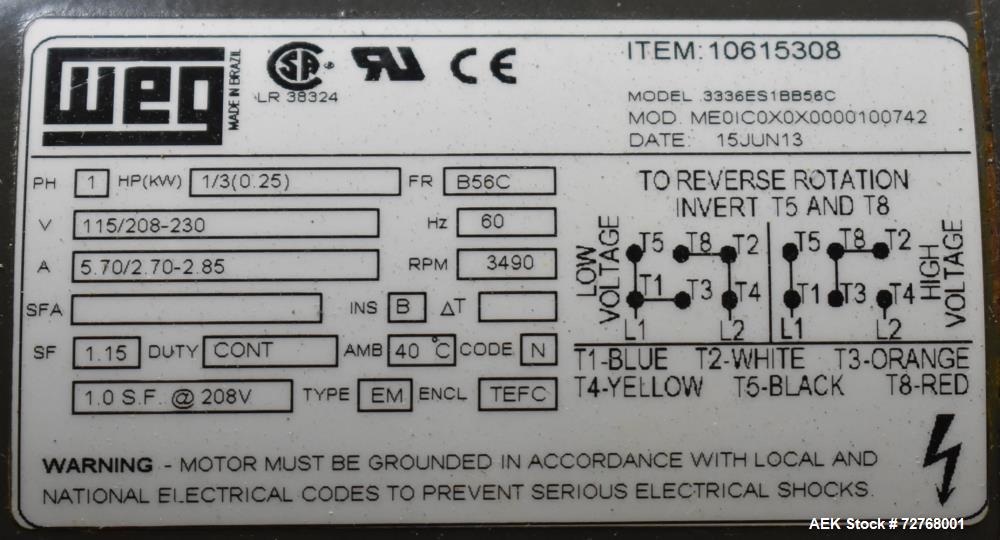 WEG
MADE IN BRAZIL
CSA ®
LR 38324
RU
CE
ITEM:10615308
MODEL 3336ES1BB56C
MOD. ME0IC0X0X0000100742
DATE: 15JUN13
PH 1 HP(KW) 1/3(0.25) FR B56C
V 115/208-230 Hz 60
A 5.70/2.70-2.85 RPM 3490
SFA INS B ΔT
SF 1.15 DUTY CONT AMB 40 °C CODE N
1.0 S.F. @ 208V TYPE EM ENCL TEFC
TO REVERSE ROTATION
INVERT T5 AND T8
LOW VOLTAGE
T5 T8 T2
T1 T3 T4
L1 L2
T5 T8 T2
T1 T3 T4
L1 L2
HIGH VOLTAGE
T1-BLUE T2-WHITE T3-ORANGE
T4-YELLOW T5-BLACK T8-RED
WARNING - MOTOR MUST BE GROUNDED IN ACCORDANCE WITH LOCAL AND
NATIONAL ELECTRICAL CODES TO PREVENT SERIOUS ELECTRICAL SHOCKS.
AEK Stock # 72768001